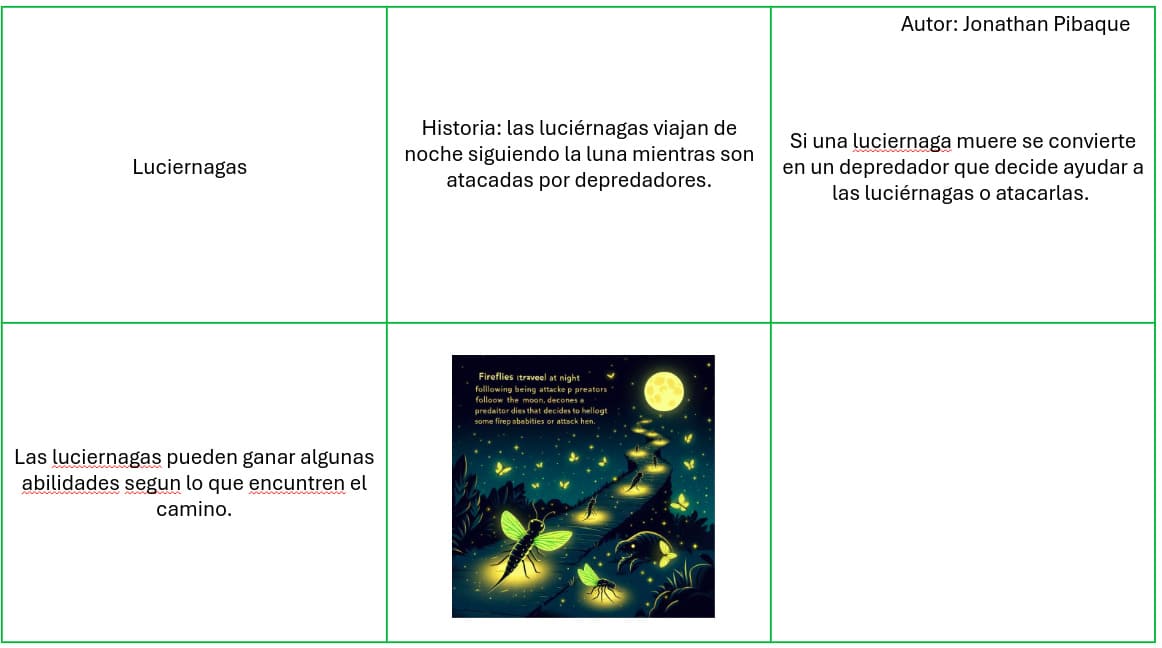 Autor: Jonathan Pibaque
Luciernagas
Historia: las luciérnagas viajan de
noche siguiendo la luna mientras son
atacadas por depredadores.
Si una luciernaga muere se convierte
en un depredador que decide ayudar a
las luciérnagas o atacarlas.
Las luciernagas pueden ganar algunas
abilidades segun lo que encuntren el
camino.
Fireflies at night
folllowing being attacke p preators
folloow the moon, decones a
predaitor dies that decides to hellogt
some firep ababities or attack hen.